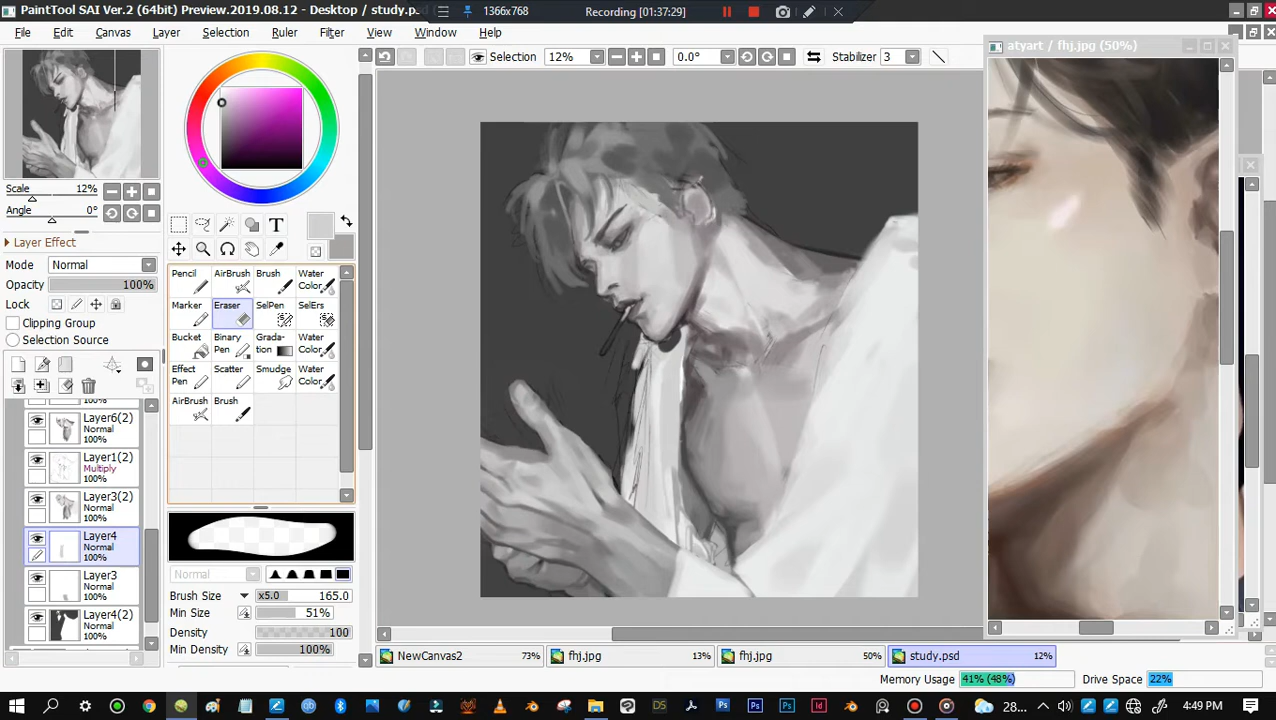 PaintTool SAI Ver.2 (64bit) Preview.2019.08.12 - Desktop / study.p
1366x768
Recording [01:37:29]
File Edit Canvas Layer Selection Ruler Filter View Window Help
Selection 12% 0.0° Stabilizer 3
atyart / fhj.jpg (50%)
Scale 12%
Angle 0°
Layer Effect
Mode Normal
Opacity 100%
Lock
Clipping Group
Selection Source
T
Pencil AirBrush Brush Water Color
Marker Eraser SelPen SelErs
Bucket Binary Pen Grada-tion Water Color
Effect Pen Scatter Smudge Water Color
AirBrush Brush
100%
Layer6(2)
Normal
100%
Layer1(2)
Multiply
100%
Layer3(2)
Normal
100%
Layer4
Normal
100%
Layer3
Normal
100%
Layer4(2)
Normal
100%
Normal
Brush Size x5.0 165.0
Min Size 51%
Density 100
Min Density 100%
NewCanvas2 73% fhj.jpg 13% fhj.jpg 50% study.psd 12%
Memory Usage 41% (48%) Drive Space 22%
DS Ps Ps Id Ps 28... 4:49 PM